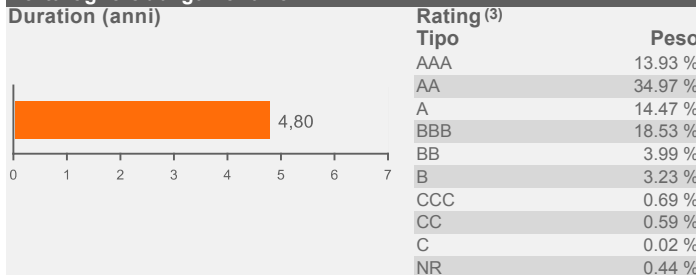 Duration (anni)
4,80
0 1 2 3 4 5 6 7
Rating (3)
Tipo Peso
AAA 13.93 %
AA 34.97 %
A 14.47 %
BBB 18.53 %
BB 3.99 %
B 3.23 %
CCC 0.69 %
CC 0.59 %
C 0.02 %
NR 0.44 %